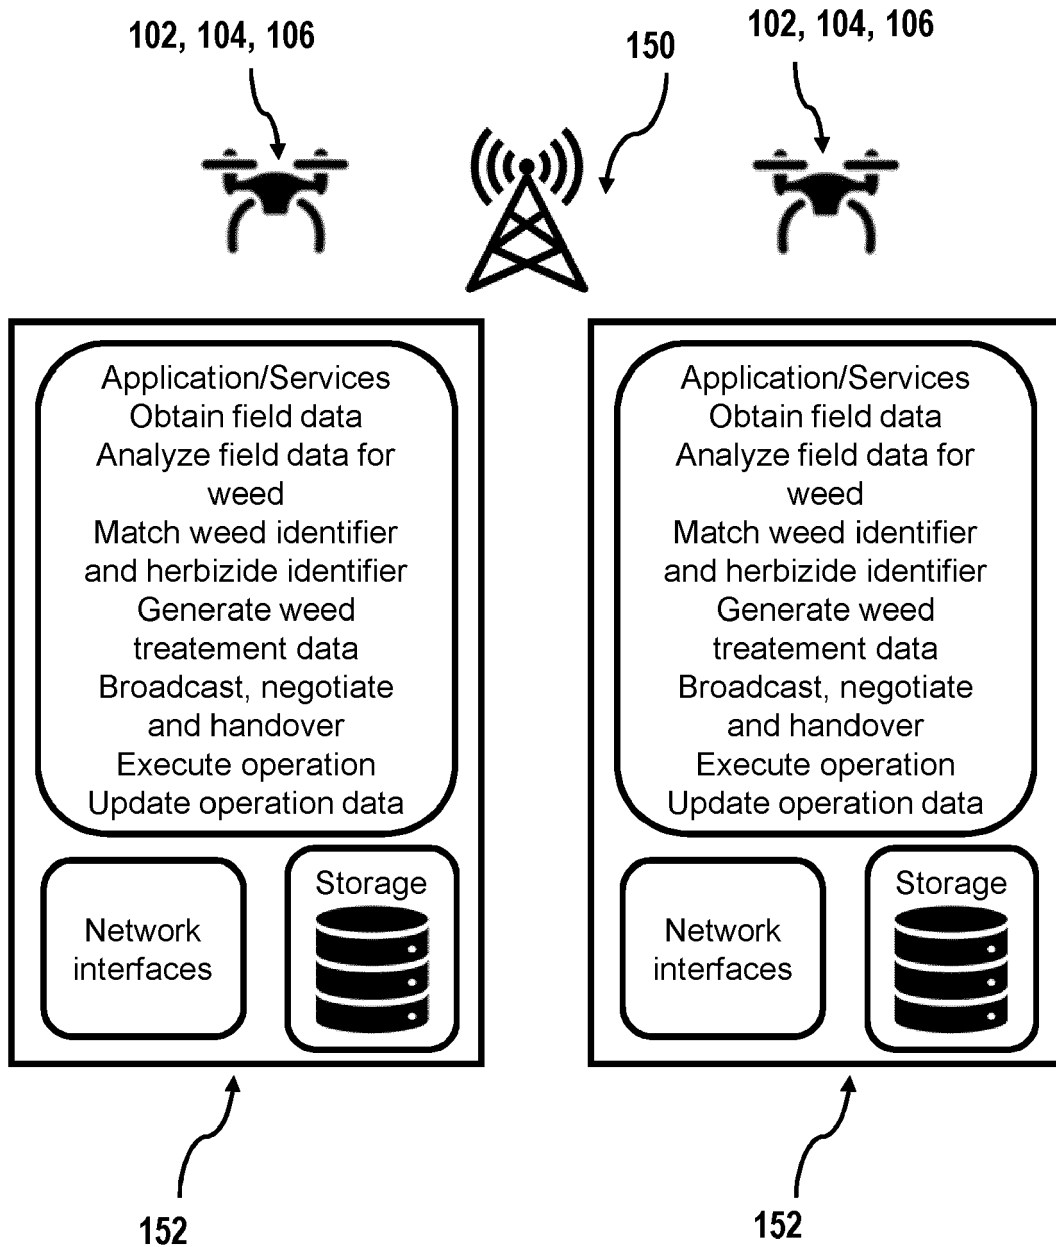 102, 104, 106
150
102, 104, 106
Application/Services
Obtain field data
Analyze field data for
weed
Match weed identifier
and herbizide identifier
Generate weed
treatement data
Broadcast, negotiate
and handover
Execute operation
Update operation data
Network
interfaces
Storage
152
Application/Services
Obtain field data
Analyze field data for
weed
Match weed identifier
and herbizide identifier
Generate weed
treatement data
Broadcast, negotiate
and handover
Execute operation
Update operation data
Network
interfaces
Storage
152